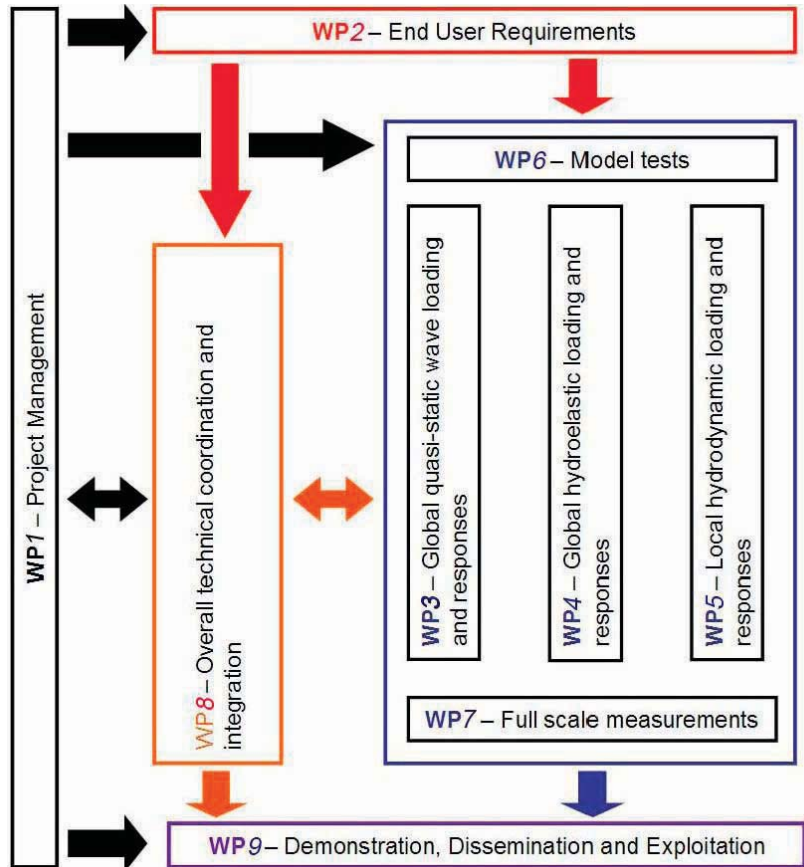 WP2 – End User Requirements
WP1 – Project Management
WP6 – Model tests
WP8 – Overall technical coordination and
integration
WP3 – Global quasi-static wave loading
and responses
WP4 – Global hydroelastic loading and
responses
WP5 – Local hydrodynamic loading and
responses
WP7 – Full scale measurements
WP9 – Demonstration, Dissemination and Exploitation